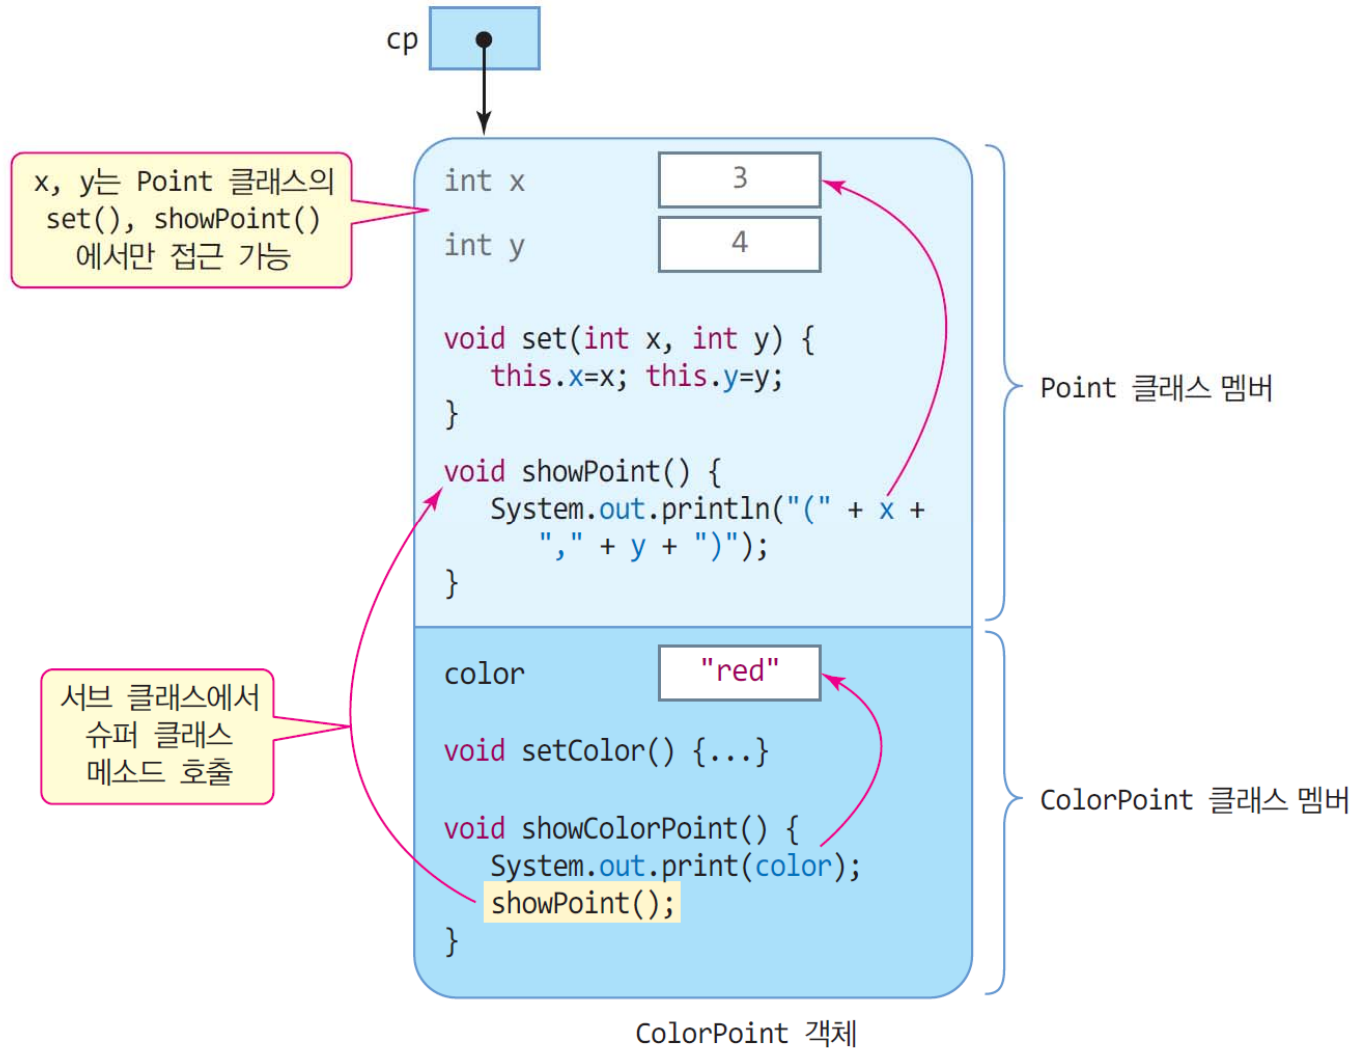 cp
x, y는 Point 클래스의
set(), showPoint()
에서만 접근 가능
int x
3
int y
4
void set(int x, int y) {
this.x=x; this.y=y;
}
void showPoint() {
System.out.println("(" + x +
"," + y + ")");
}
Point 클래스 멤버
서브 클래스에서
슈퍼 클래스
메소드 호출
color
"red"
void setColor() {...}
void showColorPoint() {
System.out.print(color);
showPoint();
}
ColorPoint 클래스 멤버
ColorPoint 객체